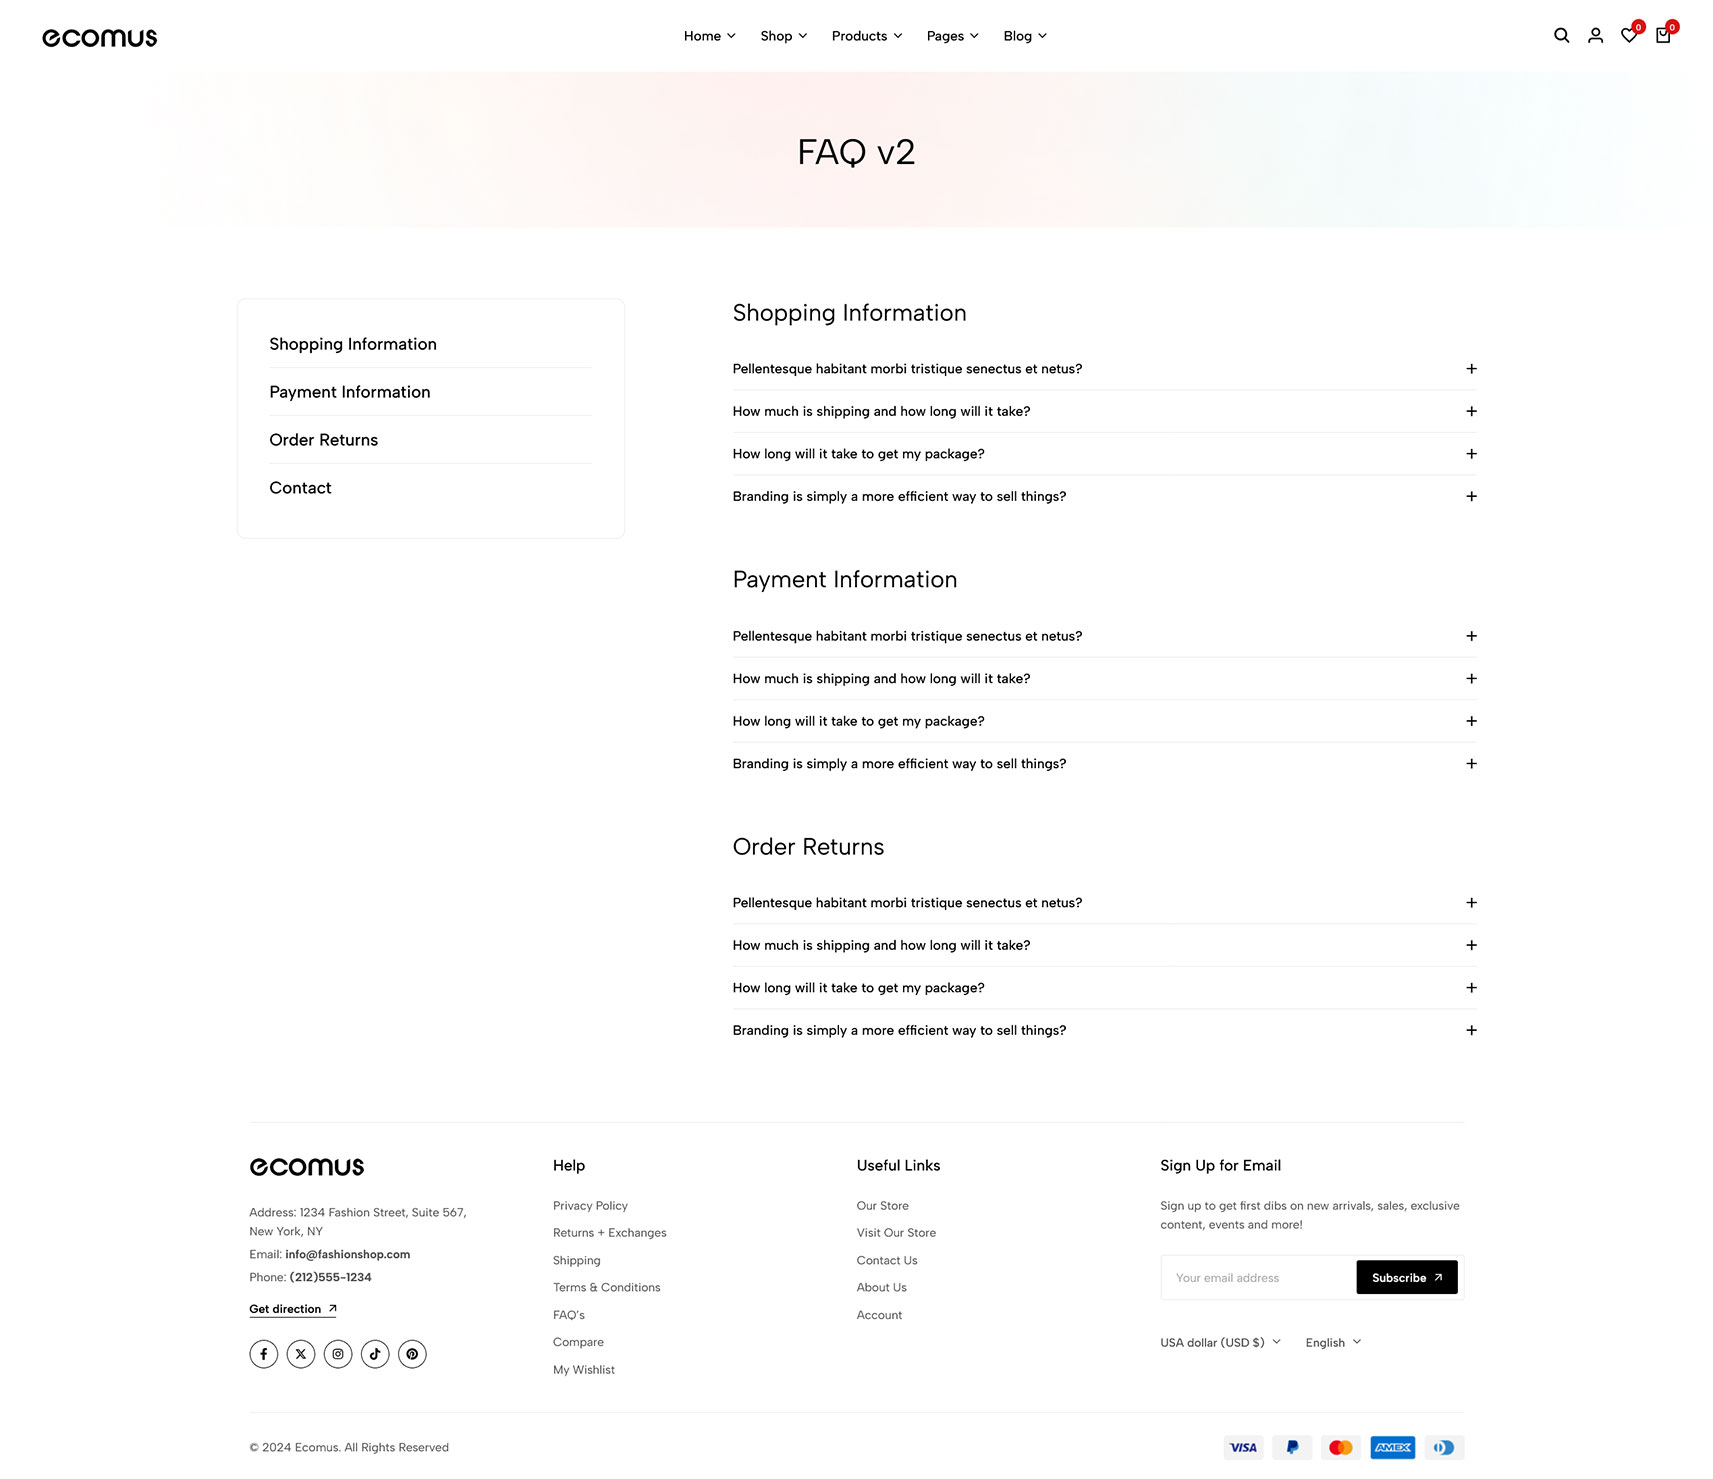 ecomus
Home Shop Products Pages Blog
0 0
FAQ v2
Shopping Information
Payment Information
Order Returns
Contact
Shopping Information
Pellentesque habitant morbi tristique senectus et netus?
How much is shipping and how long will it take?
How long will it take to get my package?
Branding is simply a more efficient way to sell things?
Payment Information
Pellentesque habitant morbi tristique senectus et netus?
How much is shipping and how long will it take?
How long will it take to get my package?
Branding is simply a more efficient way to sell things?
Order Returns
Pellentesque habitant morbi tristique senectus et netus?
How much is shipping and how long will it take?
How long will it take to get my package?
Branding is simply a more efficient way to sell things?
ecomus
Address: 1234 Fashion Street, Suite 567,
New York, NY
Email: info@fashionshop.com
Phone: (212)555-1234
Get direction
Help
Privacy Policy
Returns + Exchanges
Shipping
Terms & Conditions
FAQ's
Compare
My Wishlist
Useful Links
Our Store
Visit Our Store
Contact Us
About Us
Account
Sign Up for Email
Sign up to get first dibs on new arrivals, sales, exclusive
content, events and more!
Your email address
Subscribe
USA dollar (USD $) English
© 2024 Ecomus. All Rights Reserved
VISA AMEX